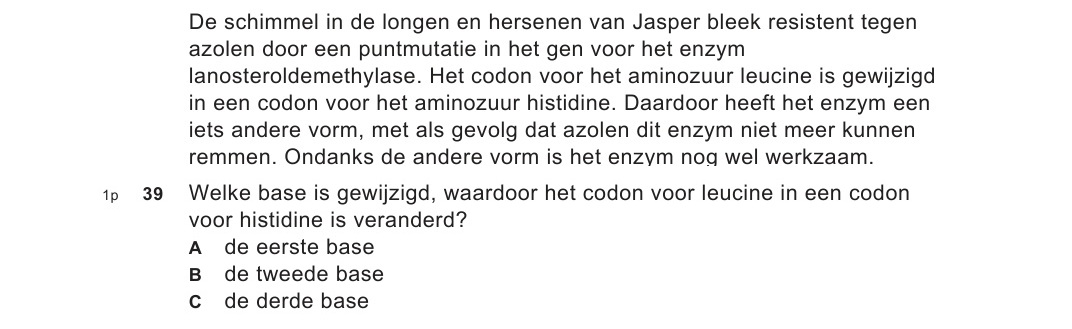 De schimmel in de longen en hersenen van Jasper bleek resistent tegen
azolen door een puntmutatie in het gen voor het enzym
lanosteroldemethylase. Het codon voor het aminozuur leucine is gewijzigd
in een codon voor het aminozuur histidine. Daardoor heeft het enzym een
iets andere vorm, met als gevolg dat azolen dit enzym niet meer kunnen
remmen. Ondanks de andere vorm is het enzym nog wel werkzaam.
1p 39 Welke base is gewijzigd, waardoor het codon voor leucine in een codon
voor histidine is veranderd?
A de eerste base
B de tweede base
C de derde base